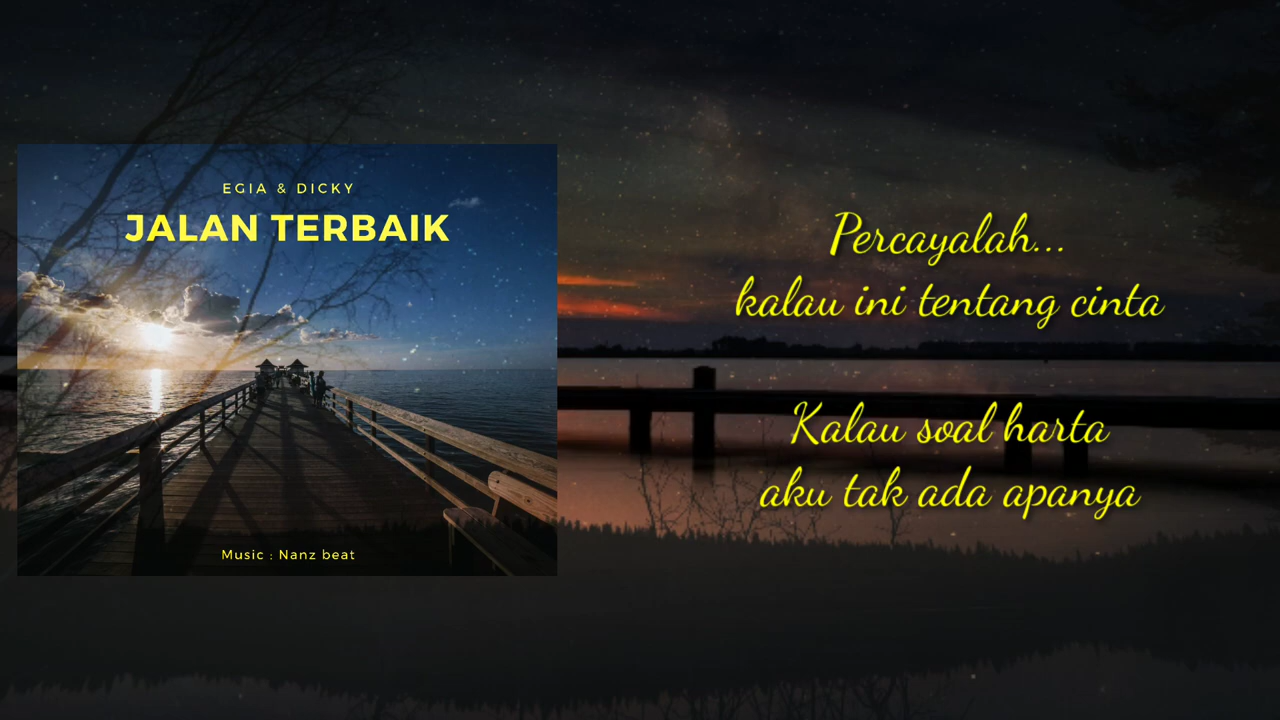 EGIA & DICKY
JALAN TERBAIK
Music : Nanz beat
Percayalah...
kalau ini tentang cinta
Kalau soal harta
aku tak ada apanya